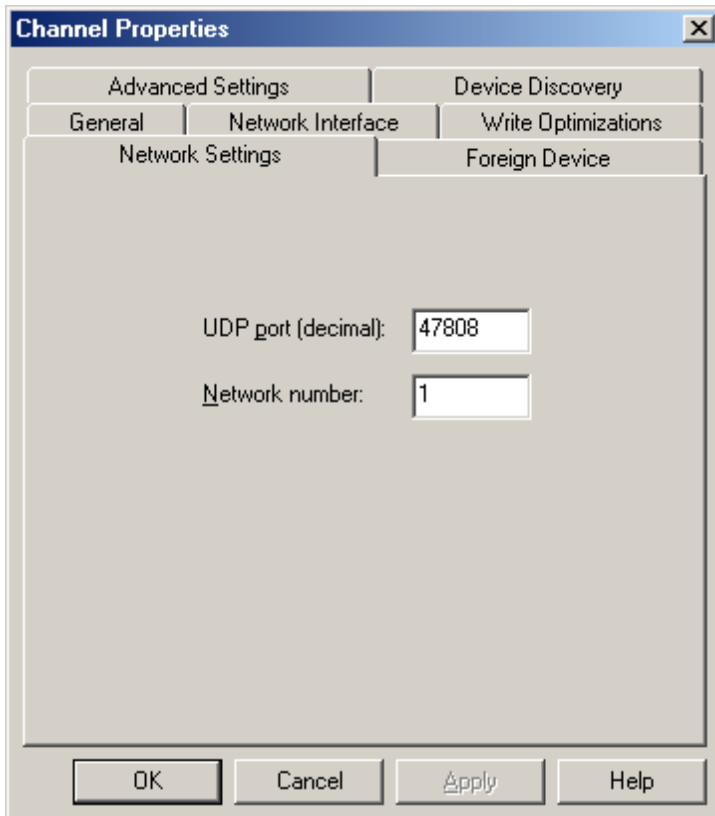 Channel Properties
Advanced Settings Device Discovery
General Network Interface Write Optimizations
Network Settings Foreign Device
UDP port (decimal): 47808
Network number: 1
OK Cancel Apply Help